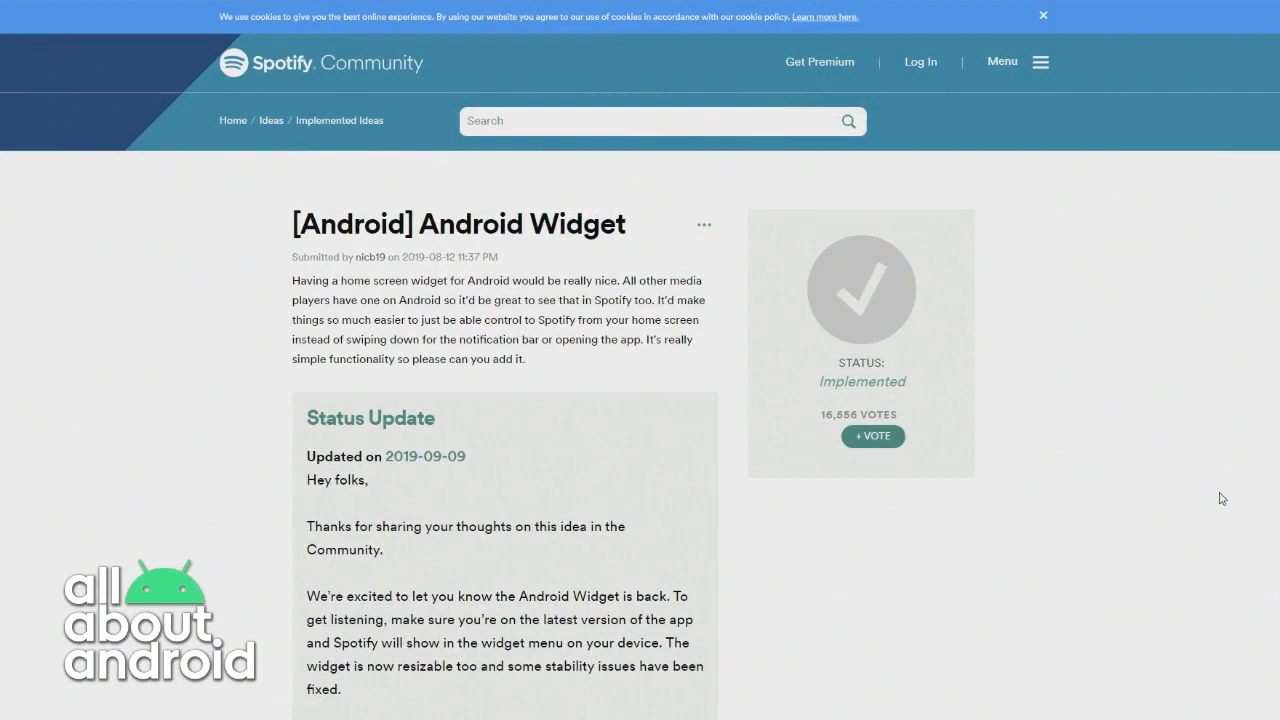 We use cookies to give you the best online experience. By using our website you agree to our use of cookies in accordance with our cookie policy. Learn more here.
Spotify Community
Get Premium
Log In
Menu
Home / Ideas / Implemented Ideas
Search
[Android] Android Widget
Submitted by nicb19 on 2019-08-12 11:37 PM
Having a home screen widget for Android would be really nice. All other media
players have one on Android so it'd be great to see that in Spotify too. It'd make
things so much easier to just be able control to Spotify from your home screen
instead of swiping down for the notification bar or opening the app. It's really
simple functionality so please can you add it.
STATUS:
Implemented
16,556 VOTES
+ VOTE
Status Update
Updated on 2019-09-09
Hey folks,
Thanks for sharing your thoughts on this idea in the
Community.
We're excited to let you know the Android Widget is back. To
get listening, make sure you're on the latest version of the app
and Spotify will show in the widget menu on your device. The
widget is now resizable too and some stability issues have been
fixed.
all
about
android